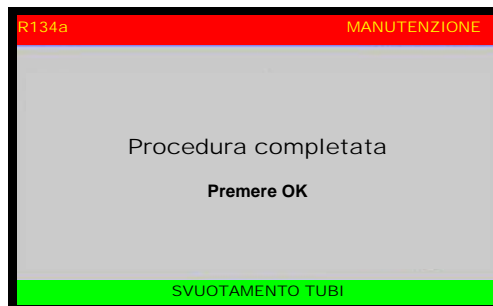 R134a MANUTENZIONE
Procedura completata
Premere OK
SVUOTAMENTO TUBI